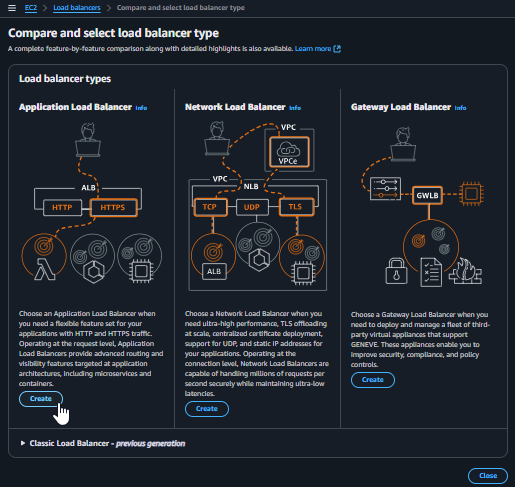 EC2 > Load balancers > Compare and select load balancer type
Compare and select load balancer type
A complete feature-by-feature comparison along with detailed highlights is also available. Learn more
Load balancer types
Application Load Balancer Info
ALB
HTTP HTTPS
Choose an Application Load Balancer when
you need a flexible feature set for your
applications with HTTP and HTTPS traffic.
Operating at the request level, Application
Load Balancers provide advanced routing and
visibility features targeted at application
architectures, including microservices and
containers.
Create
Network Load Balancer Info
VPC
VPCe
VPC
NLB
TCP UDP TLS
ALB
Choose a Network Load Balancer when you
need ultra-high performance, TLS offloading
at scale, centralized certificate deployment,
support for UDP, and static IP addresses for
your applications. Operating at the
connection level, Network Load Balancers are
capable of handling millions of requests per
second securely while maintaining ultra-low
latencies.
Create
Gateway Load Balancer Info
GWLB
Choose a Gateway Load Balancer when you
need to deploy and manage a fleet of third-
party virtual appliances that support
GENEVE. These appliances enable you to
improve security, compliance, and policy
controls.
Create
Classic Load Balancer - previous generation
Close